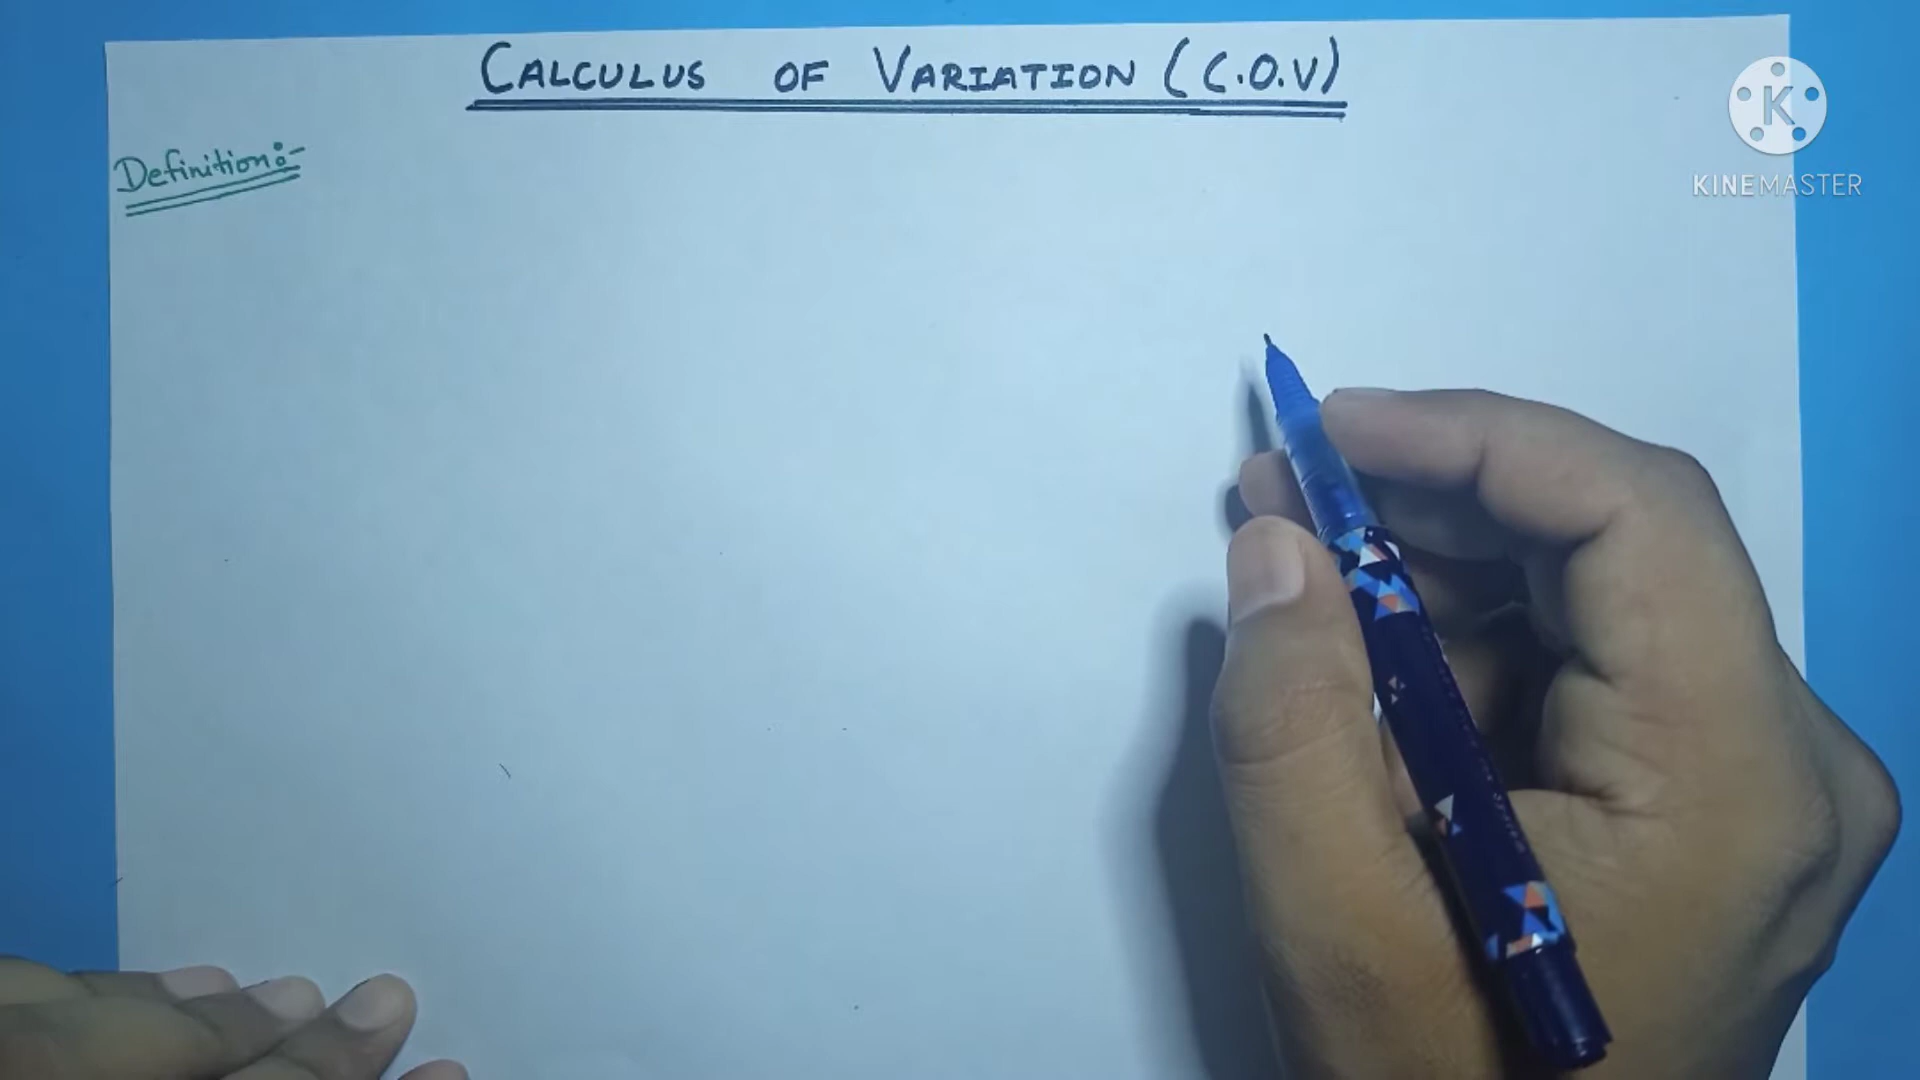 CALCULUS OF VARIATION (C.O.V)
Definition:-
K
KINEMASTER